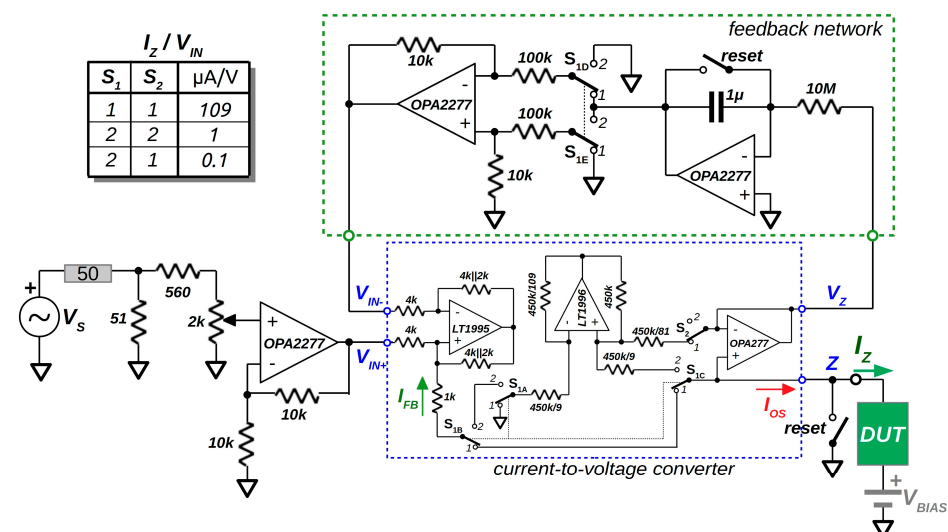 feedback network
I_Z / V_IN
S_1 S_2 μA/V
1 1 109
2 2 1
2 1 0.1
10k
OPA2277
-
+
100k
100k
10k
S_1D
2
1
S_1E
2
1
reset
1μ
10M
OPA2277
-
+
50
+
V_S
51
560
2k
OPA2277
+
-
10k
10k
V_IN-
V_IN+
4k
4k
4k||2k
LT1995
-
+
4k||2k
I_FB
1k
S_1B
2
1
S_1A
2
1
450k/9
450k/109
LT1996
-
+
450k
450k/81
450k/9
S_2
2
1
S_1C
2
1
OPA277
-
+
I_OS
current-to-voltage converter
V_Z
Z
I_Z
reset
DUT
+
V_BIAS